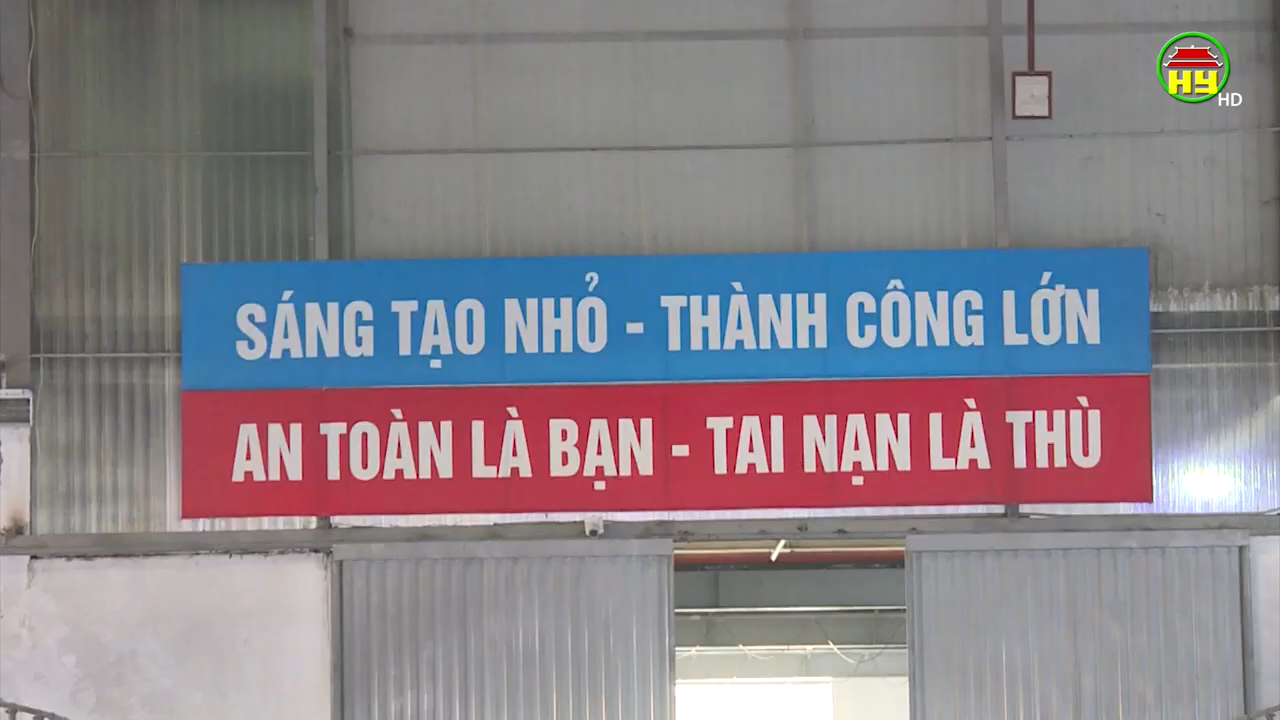 HY
HD
SÁNG TẠO NHỎ - THÀNH CÔNG LỚN
AN TOÀN LÀ BẠN - TAI NẠN LÀ THÙ